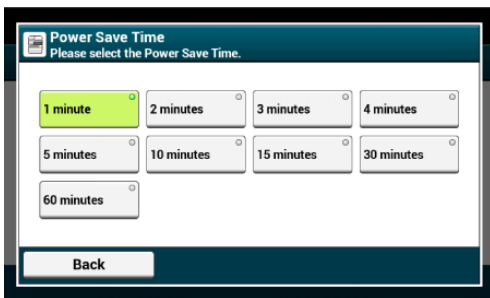 Power Save Time
Please select the Power Save Time.
1 minute 2 minutes 3 minutes 4 minutes
5 minutes 10 minutes 15 minutes 30 minutes
60 minutes
Back